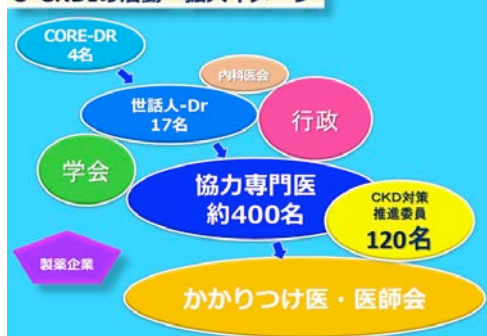 CORE-DR
4名
内科医会
世話人-Dr
17名
行政
学会
協力専門医
約400名
CKD対策
推進委員
120名
製薬企業
かかりつけ医・医師会